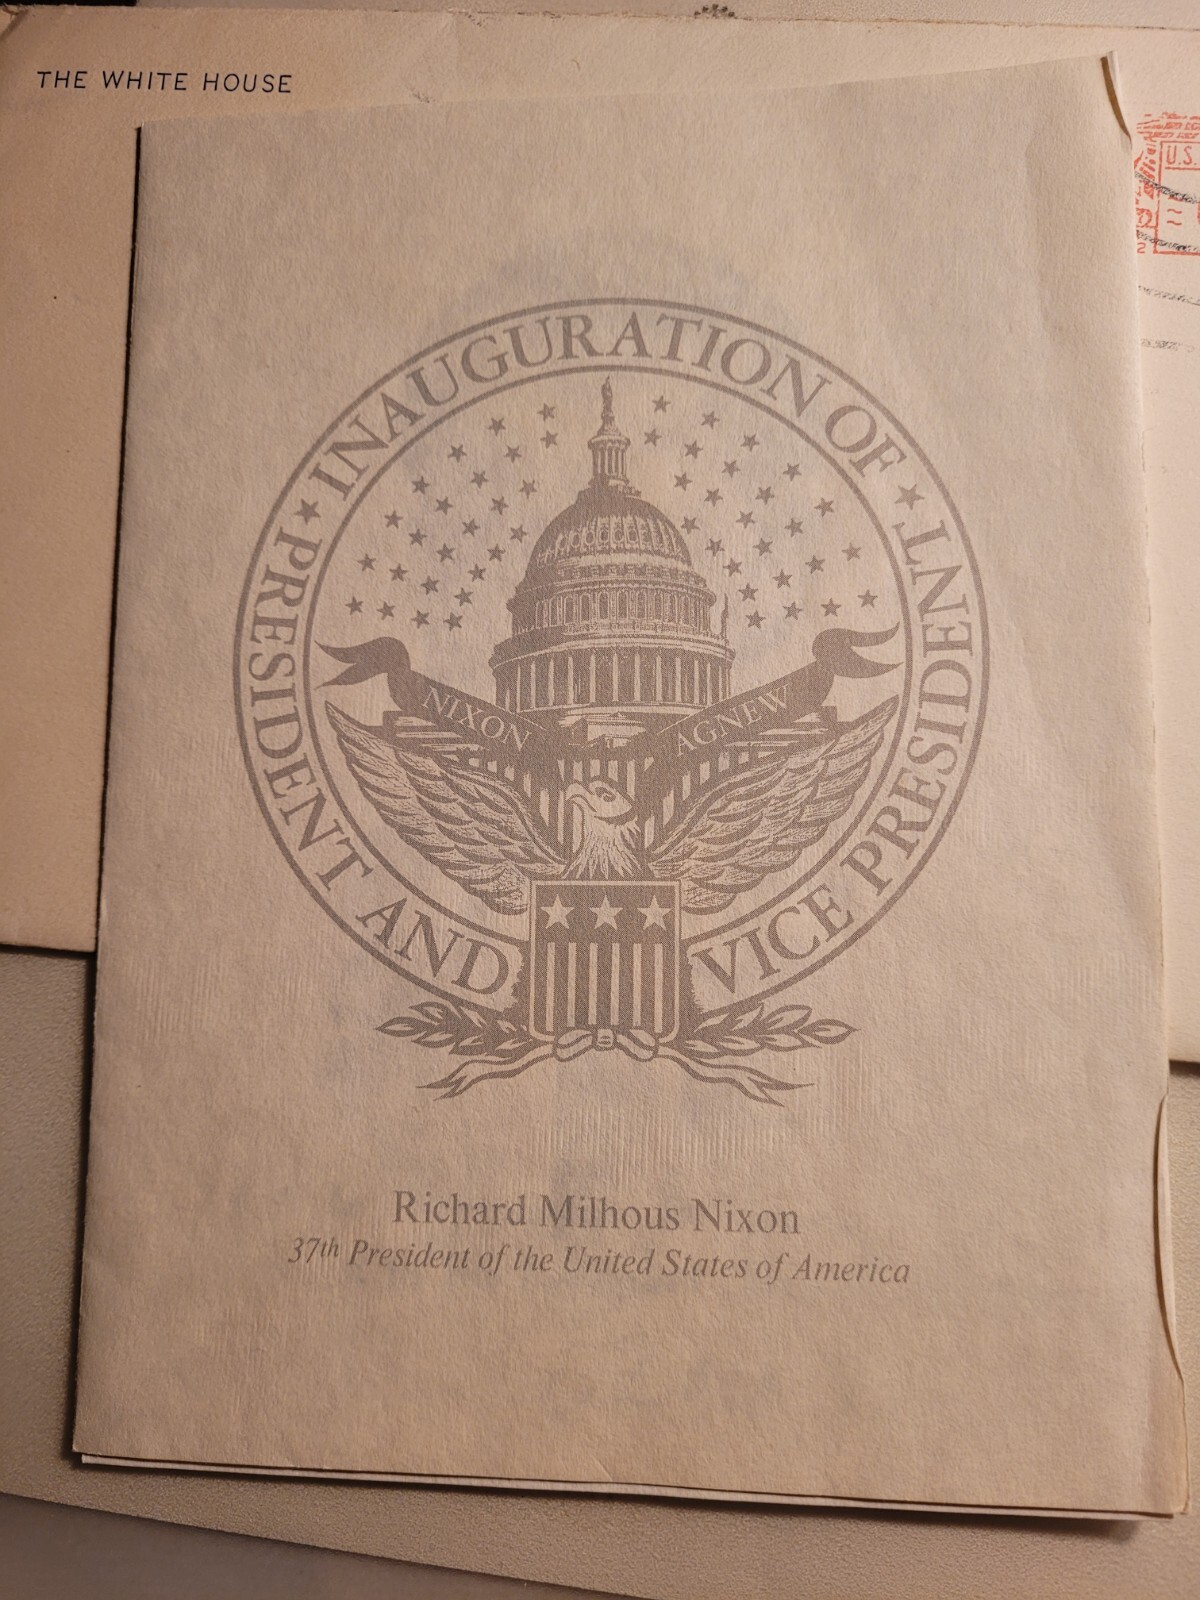 THE WHITE HOUSE
U.S.
2
INAUGURATION OF
★ PRESIDENT AND VICE PRESIDENT ★
NIXON AGNEW
Richard Milhous Nixon
37th President of the United States of America